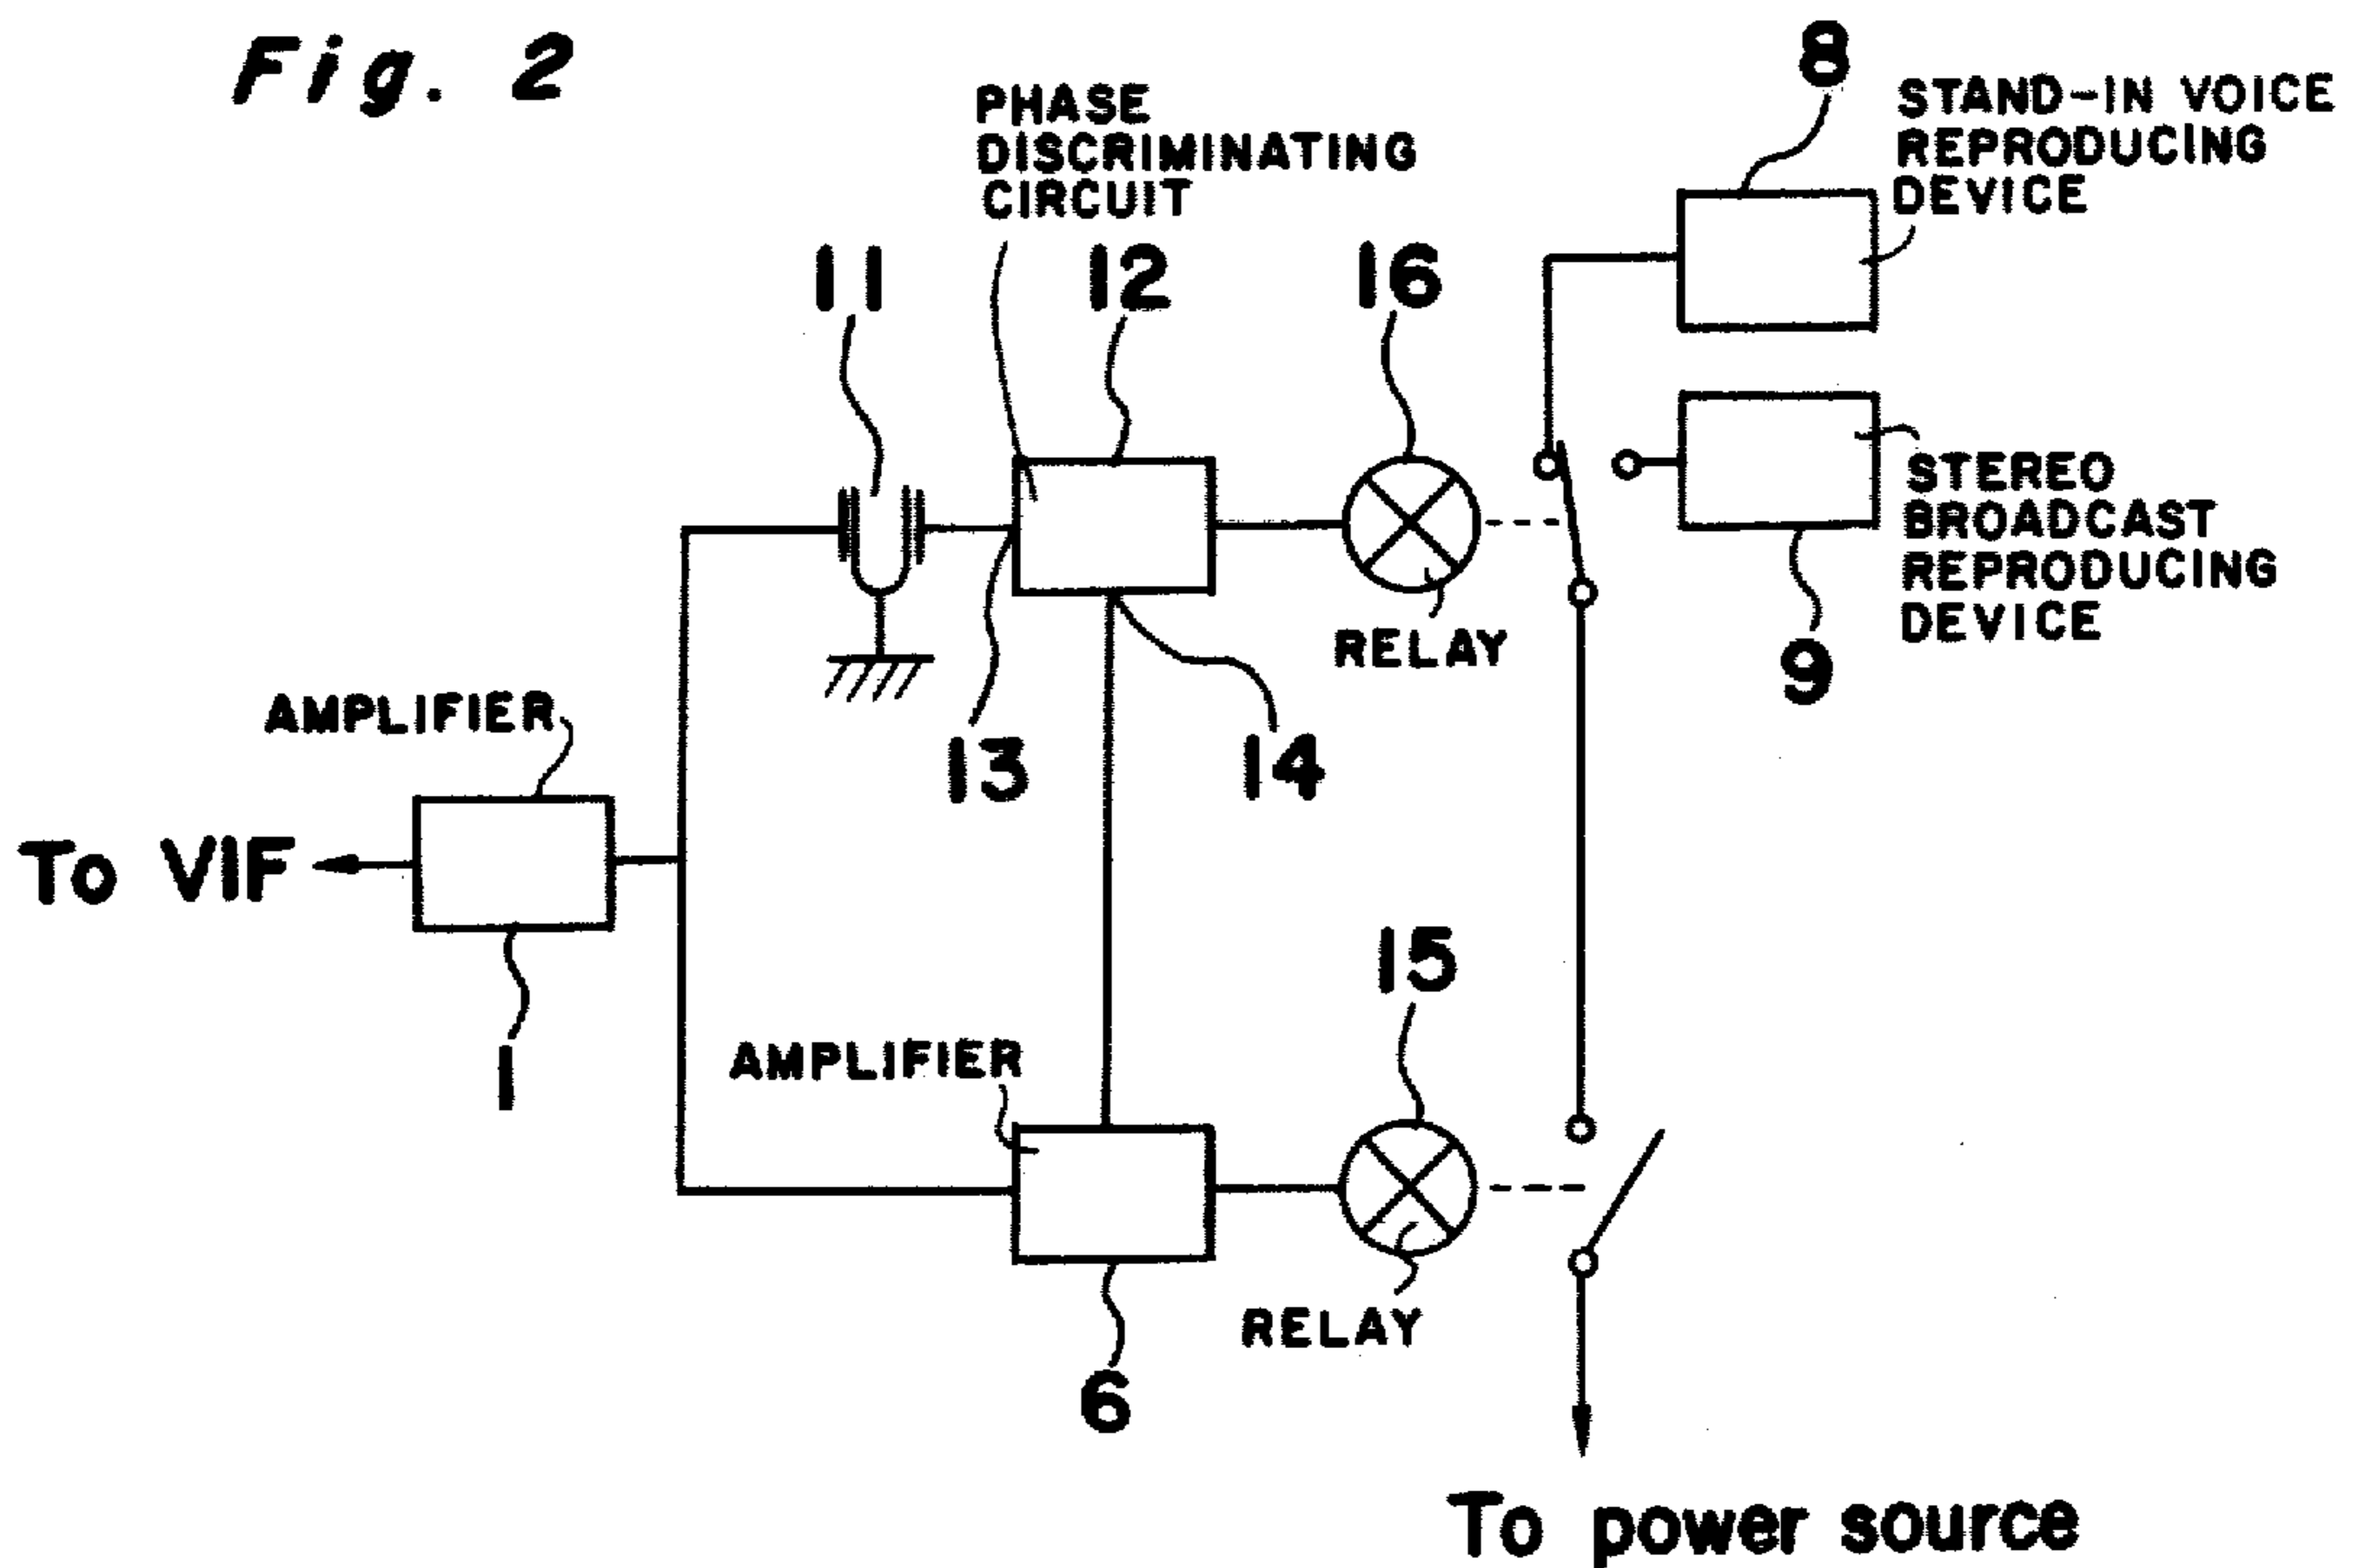 Fig. 2
8
STAND-IN VOICE
REPRODUCING
DEVICE
PHASE
DISCRIMINATING
CIRCUIT
11
12
16
STEREO
BROADCAST
REPRODUCING
DEVICE
9
RELAY
13
14
AMPLIFIER
To VIF
1
15
AMPLIFIER
RELAY
6
To power source